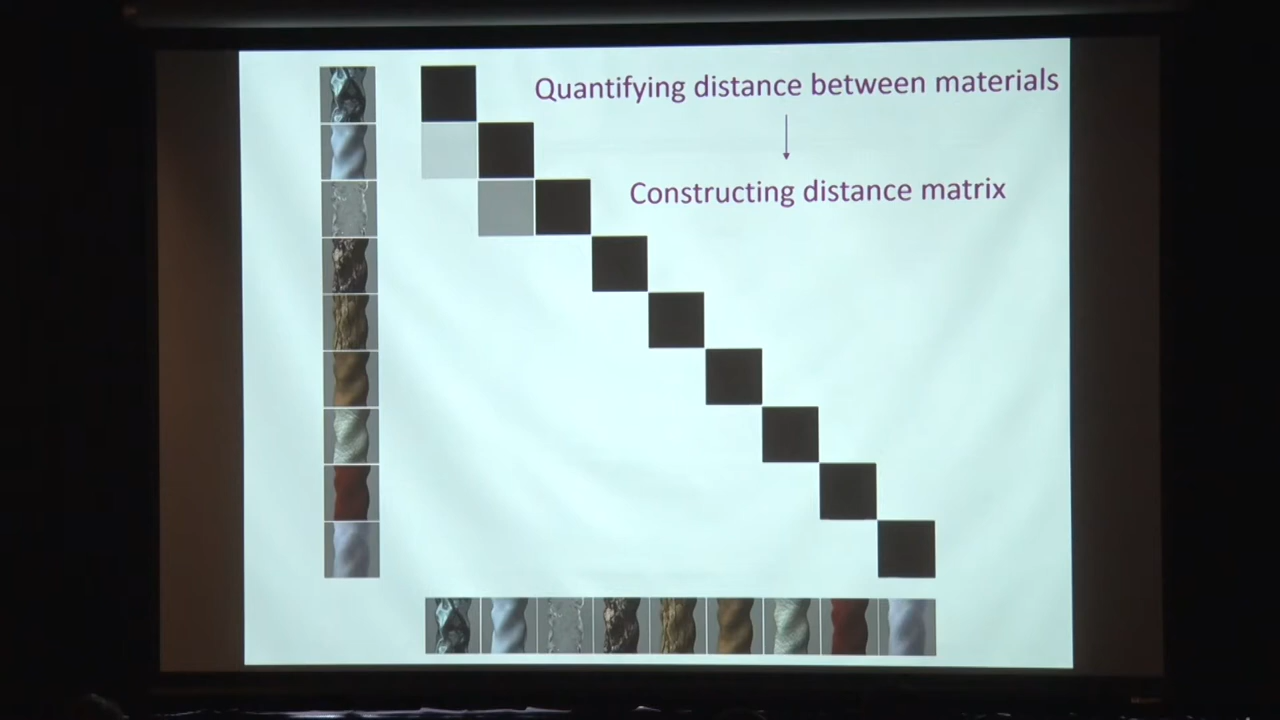 Quantifying distance between materials
Constructing distance matrix